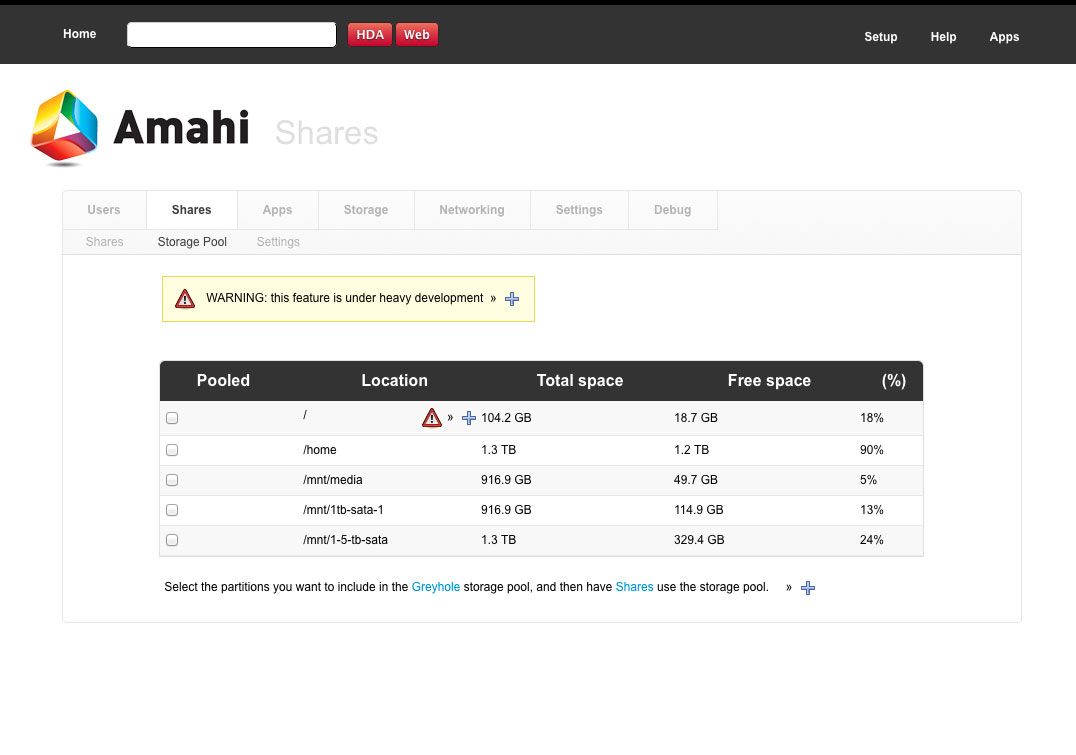 Home HDA Web Setup Help Apps
Amahi Shares
Users Shares Apps Storage Networking Settings Debug
Shares Storage Pool Settings
WARNING: this feature is under heavy development »
Pooled Location Total space Free space (%)
/ » 104.2 GB 18.7 GB 18%
/home 1.3 TB 1.2 TB 90%
/mnt/media 916.9 GB 49.7 GB 5%
/mnt/1tb-sata-1 916.9 GB 114.9 GB 13%
/mnt/1-5-tb-sata 1.3 TB 329.4 GB 24%
Select the partitions you want to include in the Greyhole storage pool, and then have Shares use the storage pool. »